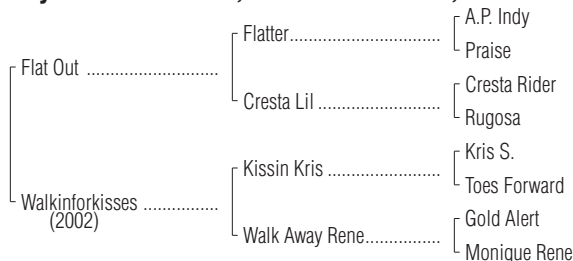 A.P. Indy
Flatter
Praise
Flat Out
Cresta Rider
Cresta Lil
Rugosa
Kris S.
Kissin Kris
Toes Forward
Walkinforkisses
(2002)
Gold Alert
Walk Away Rene
Monique Rene